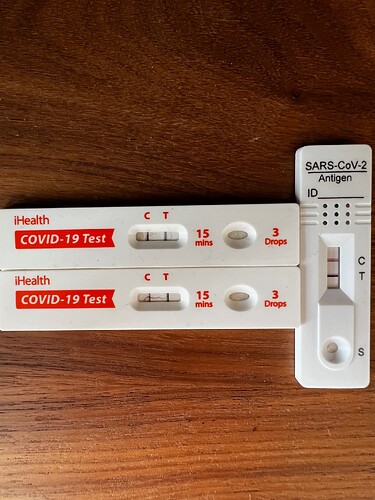 SARS-CoV-2
Antigen
ID
C
T
S
iHealth
COVID-19 Test
C T
15
mins
3
Drops
iHealth
COVID-19 Test
C T
15
mins
3
Drops